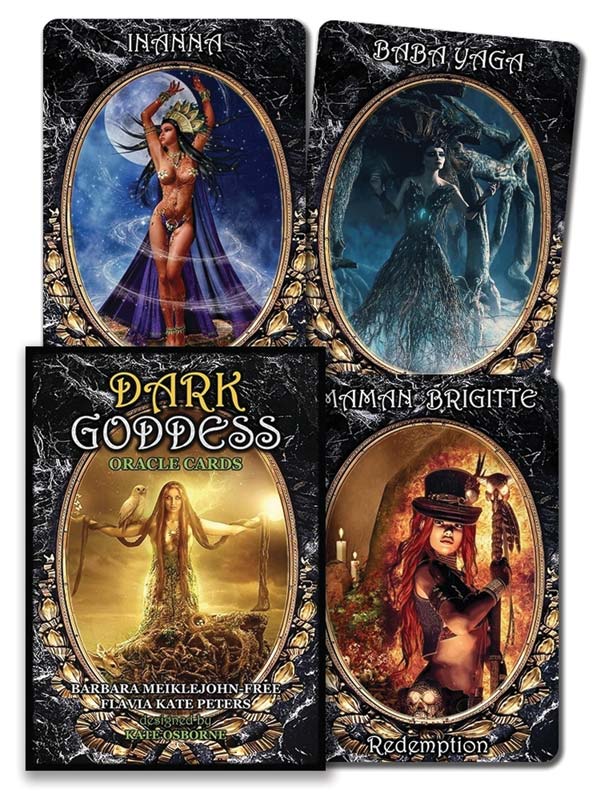 INANNA
BABA YAGA
DARK
GODDESS
ORACLE CARDS
BARBARA MEIKLEJOHN-FREE
FLAVIA KATE PETERS
designed by
KATE OSBORNE
MAMAN BRIGITTE
Redemption